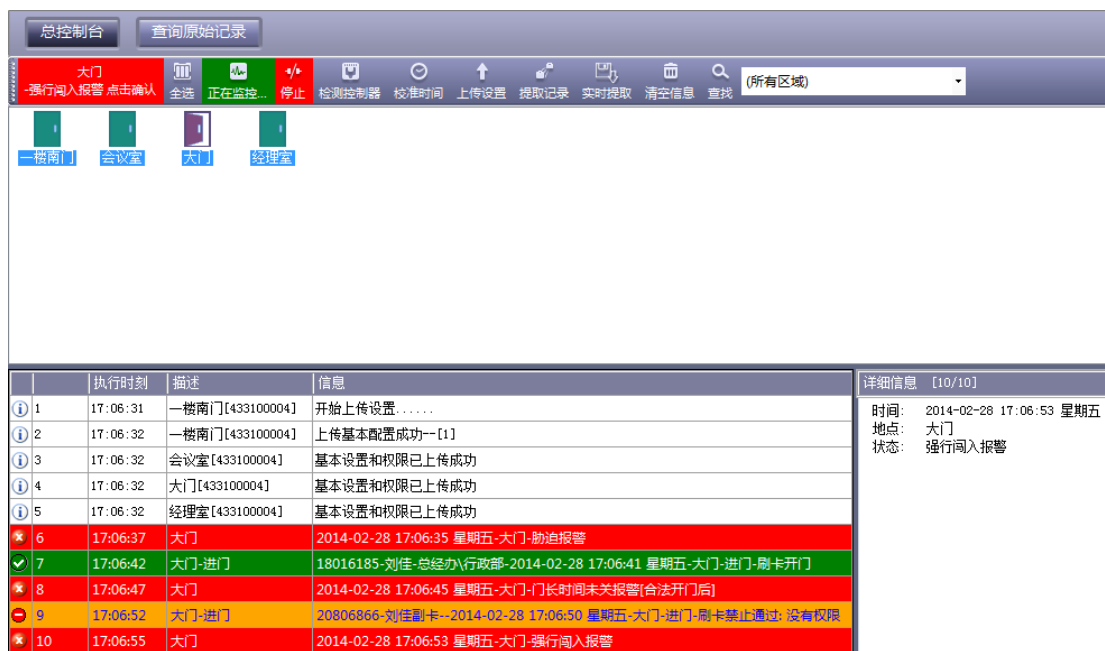 总控制台 查询原始记录
大门
-强行闯入报警 点击确认 全选 正在监控... 停止 检测控制器 校准时间 上传设置 提取记录 实时提取 清空信息 查找 (所有区域)
一楼南门 会议室 大门 经理室
执行时刻 描述 信息
1 17:06:31 一楼南门[433100004] 开始上传设置......
2 17:06:32 一楼南门[433100004] 上传基本配置成功--[1]
3 17:06:32 会议室[433100004] 基本设置和权限已上传成功
4 17:06:32 大门[433100004] 基本设置和权限已上传成功
5 17:06:32 经理室[433100004] 基本设置和权限已上传成功
6 17:06:37 大门 2014-02-28 17:06:35 星期五-大门-胁迫报警
7 17:06:42 大门-进门 18016185-刘佳-总经办\行政部-2014-02-28 17:06:41 星期五-大门-进门-刷卡开门
8 17:06:47 大门 2014-02-28 17:06:45 星期五-大门-门长时间未关报警[合法开门后]
9 17:06:52 大门-进门 20806866-刘佳副卡--2014-02-28 17:06:50 星期五-大门-进门-刷卡禁止通过: 没有权限
10 17:06:55 大门 2014-02-28 17:06:53 星期五-大门-强行闯入报警
详细信息 [10/10]
时间: 2014-02-28 17:06:53 星期五
地点: 大门
状态: 强行闯入报警